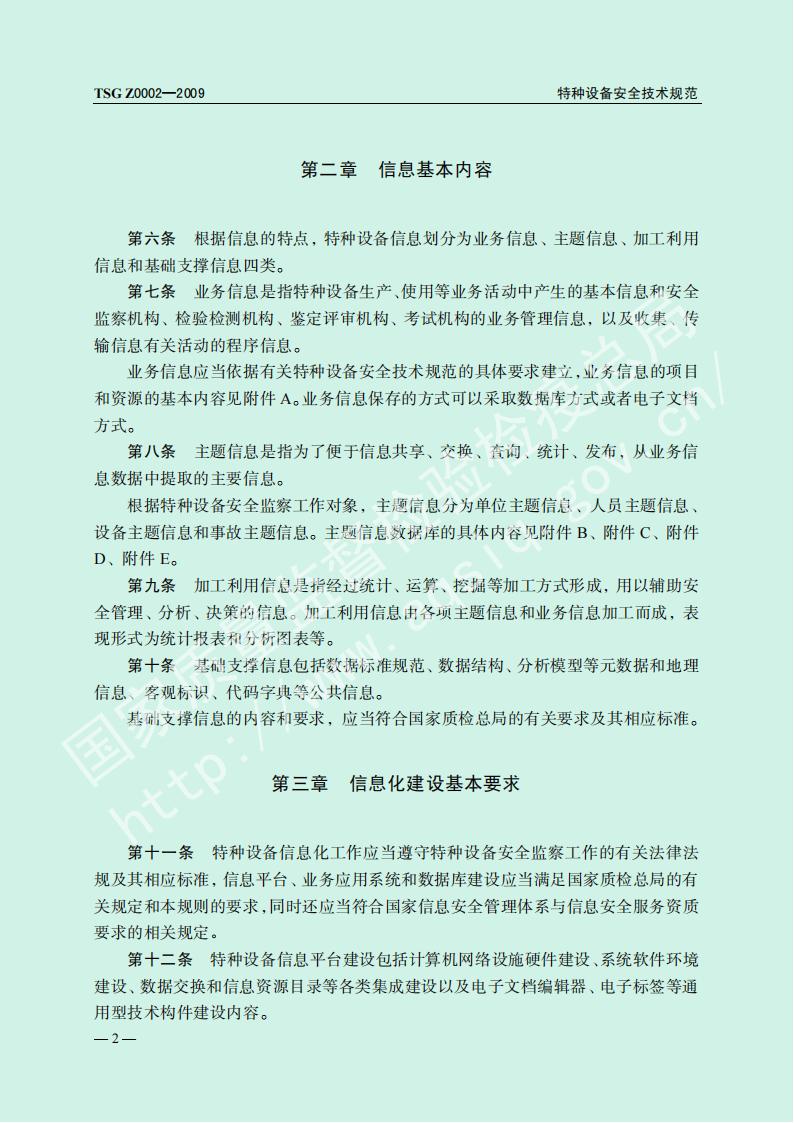 TSG Z0002—2009 特种设备安全技术规范
第二章 信息基本内容
第六条 根据信息的特点，特种设备信息划分为业务信息、主题信息、加工利用
信息和基础支撑信息四类。
第七条 业务信息是指特种设备生产、使用等业务活动中产生的基本信息和安全
监察机构、检验检测机构、鉴定评审机构、考试机构的业务管理信息，以及收集、传
输信息有关活动的程序信息。
业务信息应当依据有关特种设备安全技术规范的具体要求建立，业务信息的项目
和资源的基本内容见附件 A。业务信息保存的方式可以采取数据库方式或者电子文档
方式。
第八条 主题信息是指为了便于信息共享、交换、查询、统计、发布，从业务信
息数据中提取的主要信息。
根据特种设备安全监察工作对象，主题信息分为单位主题信息、人员主题信息、
设备主题信息和事故主题信息。主题信息数据库的具体内容见附件 B、附件 C、附件
D、附件 E。
第九条 加工利用信息是指经过统计、运算、挖掘等加工方式形成，用以辅助安
全管理、分析、决策的信息。加工利用信息由各项主题信息和业务信息加工而成，表
现形式为统计报表和分析图表等。
第十条 基础支撑信息包括数据标准规范、数据结构、分析模型等元数据和地理
信息、客观标识、代码字典等公共信息。
基础支撑信息的内容和要求，应当符合国家质检总局的有关要求及其相应标准。
第三章 信息化建设基本要求
第十一条 特种设备信息化工作应当遵守特种设备安全监察工作的有关法律法
规及其相应标准，信息平台、业务应用系统和数据库建设应当满足国家质检总局的有
关规定和本规则的要求，同时还应当符合国家信息安全管理体系与信息安全服务资质
要求的相关规定。
第十二条 特种设备信息平台建设包括计算机网络设施硬件建设、系统软件环境
建设、数据交换和信息资源目录等各类集成建设以及电子文档编辑器、电子标签等通
用型技术构件建设内容。
— 2 —
国家质量监督检验检疫总局
http://www.aqsiq.gov.cn/